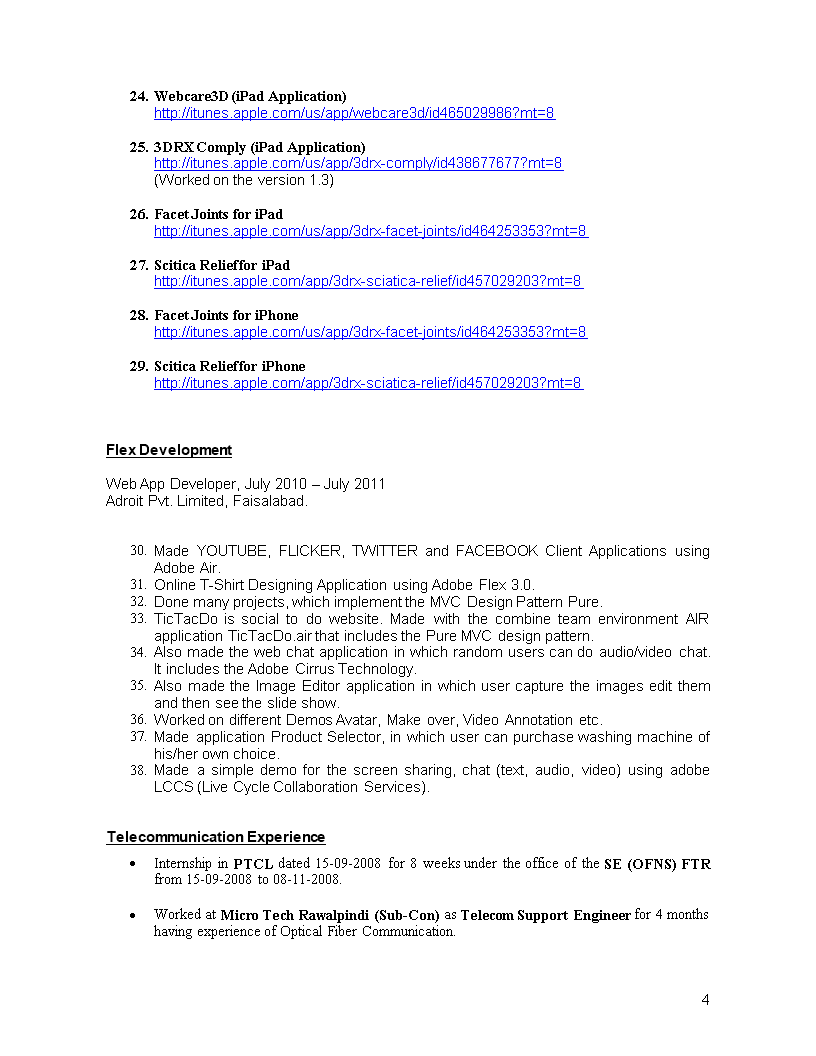 24. Webcare3D (iPad Application)
http://itunes.apple.com/us/app/webcare3d/id465029986?mt=8
25. 3DRX Comply (iPad Application)
http://itunes.apple.com/us/app/3drx-comply/id438677677?mt=8
(Worked on the version 1.3)
26. Facet Joints for iPad
http://itunes.apple.com/us/app/3drx-facet-joints/id464253353?mt=8
27. Scitica Relief for iPad
http://itunes.apple.com/app/3drx-sciatica-relief/id457029203?mt=8
28. Facet Joints for iPhone
http://itunes.apple.com/us/app/3drx-facet-joints/id464253353?mt=8
29. Scitica Relief for iPhone
http://itunes.apple.com/app/3drx-sciatica-relief/id457029203?mt=8
Flex Development
Web App Developer, July 2010 – July 2011
Adroit Pvt. Limited, Faisalabad.
30. Made YOUTUBE, FLICKER, TWITTER and FACEBOOK Client Applications using
Adobe Air.
31. Online T-Shirt Designing Application using Adobe Flex 3.0.
32. Done many projects, which implement the MVC Design Pattern Pure.
33. TicTacDo is social to do website. Made with the combine team environment AIR
application TicTacDo.air that includes the Pure MVC design pattern.
34. Also made the web chat application in which random users can do audio/video chat.
It includes the Adobe Cirrus Technology.
35. Also made the Image Editor application in which user capture the images edit them
and then see the slide show.
36. Worked on different Demos Avatar, Make over, Video Annotation etc.
37. Made application Product Selector, in which user can purchase washing machine of
his/her own choice.
38. Made a simple demo for the screen sharing, chat (text, audio, video) using adobe
LCCS (Live Cycle Collaboration Services).
Telecommunication Experience
• Internship in PTCL dated 15-09-2008 for 8 weeks under the office of the SE (OFNS) FTR
from 15-09-2008 to 08-11-2008.
• Worked at Micro Tech Rawalpindi (Sub-Con) as Telecom Support Engineer for 4 months
having experience of Optical Fiber Communication.
4